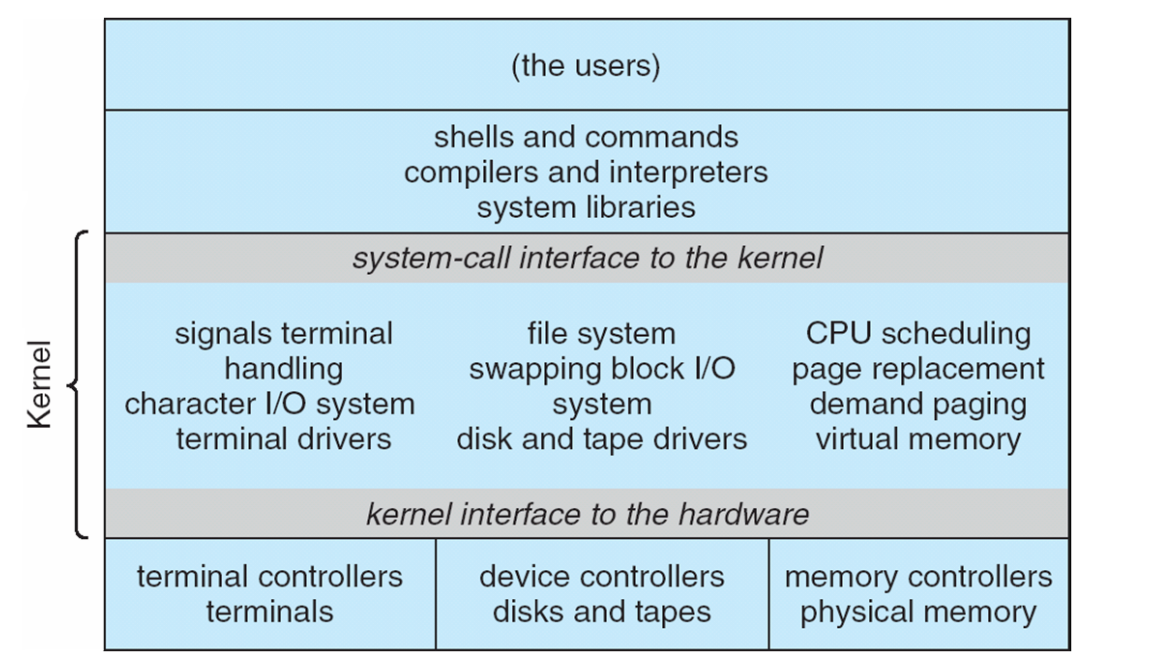 (the users)
shells and commands
compilers and interpreters
system libraries
Kernel
system-call interface to the kernel
signals terminal
handling
character I/O system
terminal drivers
file system
swapping block I/O
system
disk and tape drivers
CPU scheduling
page replacement
demand paging
virtual memory
kernel interface to the hardware
terminal controllers
terminals
device controllers
disks and tapes
memory controllers
physical memory